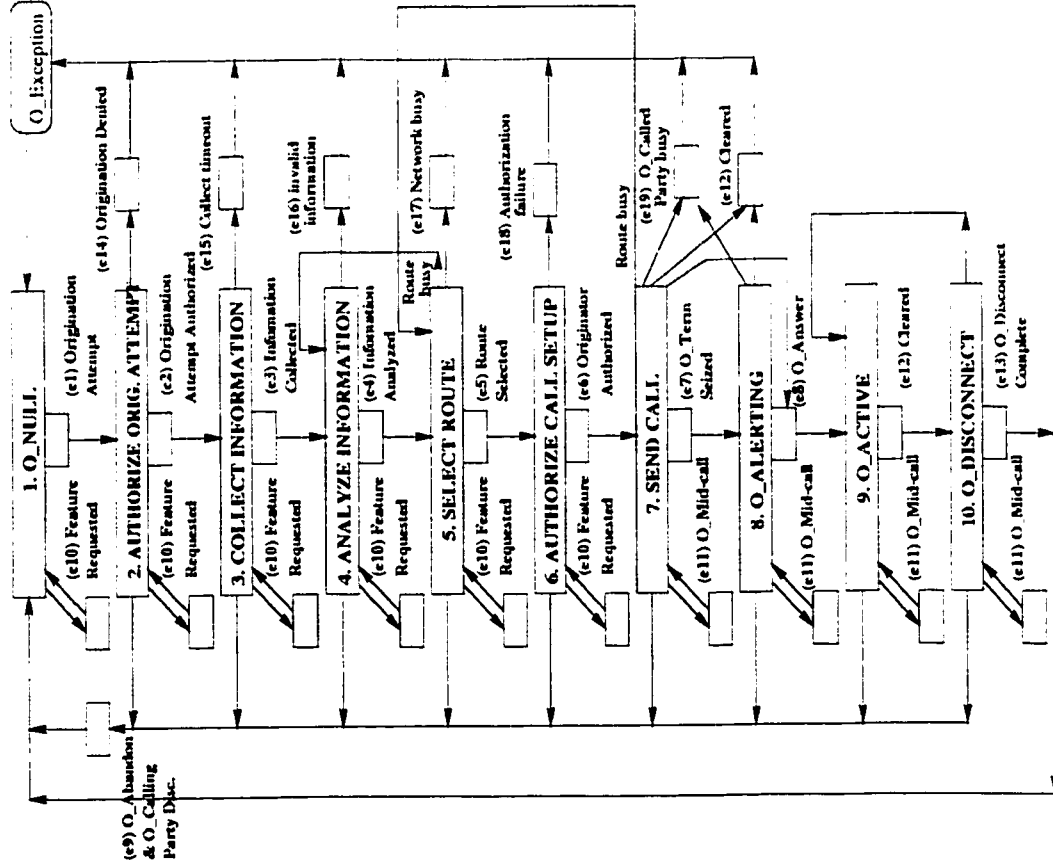 O_Exception
1. O_NULL
(e1) Origination
Attempt
(e10) Feature
Requested
(e14) Origination Denied
2. AUTHORIZE ORIG. ATTEMPT
(e2) Origination
Attempt Authorized
(e10) Feature
Requested
(e15) Collect timeout
3. COLLECT INFORMATION
(e3) Information
Collected
(e10) Feature
Requested
(e16) invalid
information
4. ANALYZE INFORMATION
(e4) Information
Analyzed
(e10) Feature
Requested
Route
busy
(e17) Network busy
5. SELECT ROUTE
(e5) Route
Selected
(e10) Feature
Requested
(e18) Authorization
failure
6. AUTHORIZE CALL SETUP
(e6) Originator
Authorized
(e10) Feature
Requested
Route busy
(e19) O_Called
Party busy
7. SEND CALL
(e7) O_Term
Seized
(e11) O_Mid-call
(e12) Cleared
8. O_ALERTING
(e8) O_Answer
(e11) O_Mid-call
9. O_ACTIVE
(e12) Cleared
(e11) O_Mid-call
10. O_DISCONNECT
(e13) O_Disconnect
Complete
(e11) O_Mid-call
(e9) O_Abandon
& O_Calling
Party Disc.